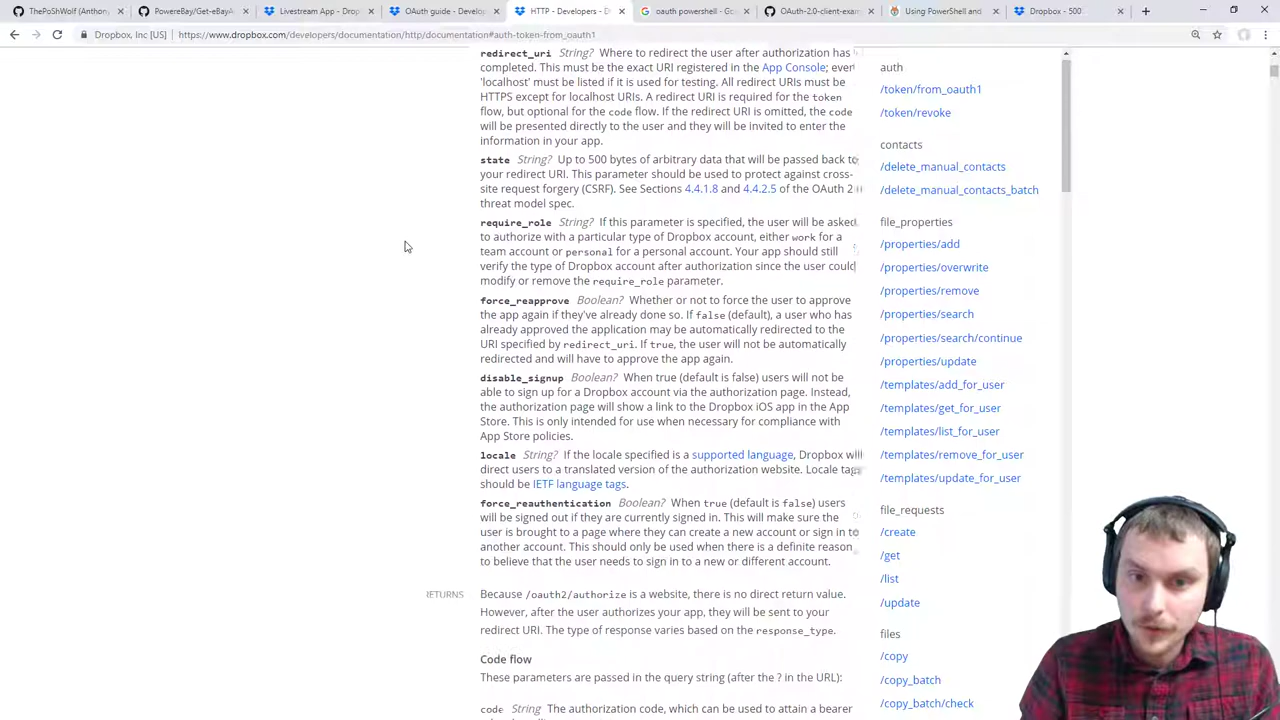 ThePoShWolf (Anthony
PowereBay/Get-eBayA
Livestream App - Drop
OAuth guide - Develop
HTTP - Developers - D
oauth powershell - Goo
OAuth-2.0-client-exam
Using PowerShell and
Dropbox - 500
Dropbox, Inc [US] https://www.dropbox.com/developers/documentation/http/documentation#auth-token-from_oauth1
redirect_uri String? Where to redirect the user after authorization has
completed. This must be the exact URI registered in the App Console; even
'localhost' must be listed if it is used for testing. All redirect URIs must be
HTTPS except for localhost URIs. A redirect URI is required for the token
flow, but optional for the code flow. If the redirect URI is omitted, the code
will be presented directly to the user and they will be invited to enter the
information in your app.
state String? Up to 500 bytes of arbitrary data that will be passed back to
your redirect URI. This parameter should be used to protect against cross-
site request forgery (CSRF). See Sections 4.4.1.8 and 4.4.2.5 of the OAuth 2
threat model spec.
require_role String? If this parameter is specified, the user will be asked
to authorize with a particular type of Dropbox account, either work for a
team account or personal for a personal account. Your app should still
verify the type of Dropbox account after authorization since the user could
modify or remove the require_role parameter.
force_reapprove Boolean? Whether or not to force the user to approve
the app again if they've already done so. If false (default), a user who has
already approved the application may be automatically redirected to the
URI specified by redirect_uri. If true, the user will not be automatically
redirected and will have to approve the app again.
disable_signup Boolean? When true (default is false) users will not be
able to sign up for a Dropbox account via the authorization page. Instead,
the authorization page will show a link to the Dropbox iOS app in the App
Store. This is only intended for use when necessary for compliance with
App Store policies.
locale String? If the locale specified is a supported language, Dropbox will
direct users to a translated version of the authorization website. Locale tags
should be IETF language tags.
force_reauthentication Boolean? When true (default is false) users
will be signed out if they are currently signed in. This will make sure the
user is brought to a page where they can create a new account or sign in to
another account. This should only be used when there is a definite reason
to believe that the user needs to sign in to a new or different account.
RETURNS
Because /oauth2/authorize is a website, there is no direct return value.
However, after the user authorizes your app, they will be sent to your
redirect URI. The type of response varies based on the response_type.
Code flow
These parameters are passed in the query string (after the ? in the URL):
code String The authorization code, which can be used to attain a bearer
auth
/token/from_oauth1
/token/revoke
contacts
/delete_manual_contacts
/delete_manual_contacts_batch
file_properties
/properties/add
/properties/overwrite
/properties/remove
/properties/search
/properties/search/continue
/properties/update
/templates/add_for_user
/templates/get_for_user
/templates/list_for_user
/templates/remove_for_user
/templates/update_for_user
file_requests
/create
/get
/list
/update
files
/copy
/copy_batch
/copy_batch/check